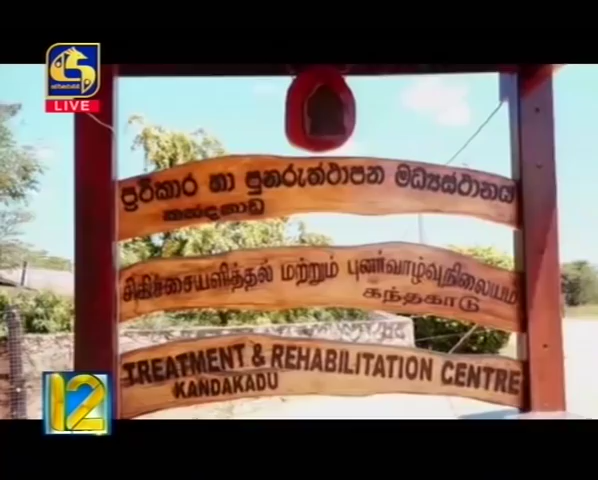 LIVE
ප්‍රතිකාර හා පුනරුත්ථාපන මධ්‍යස්ථානය
කන්දකාඩු
சிகிச்சையளித்தல் மற்றும் புனர்வாழ்வுநிலையம்
கந்தகாடு
TREATMENT & REHABILITATION CENTRE
KANDAKADU
12